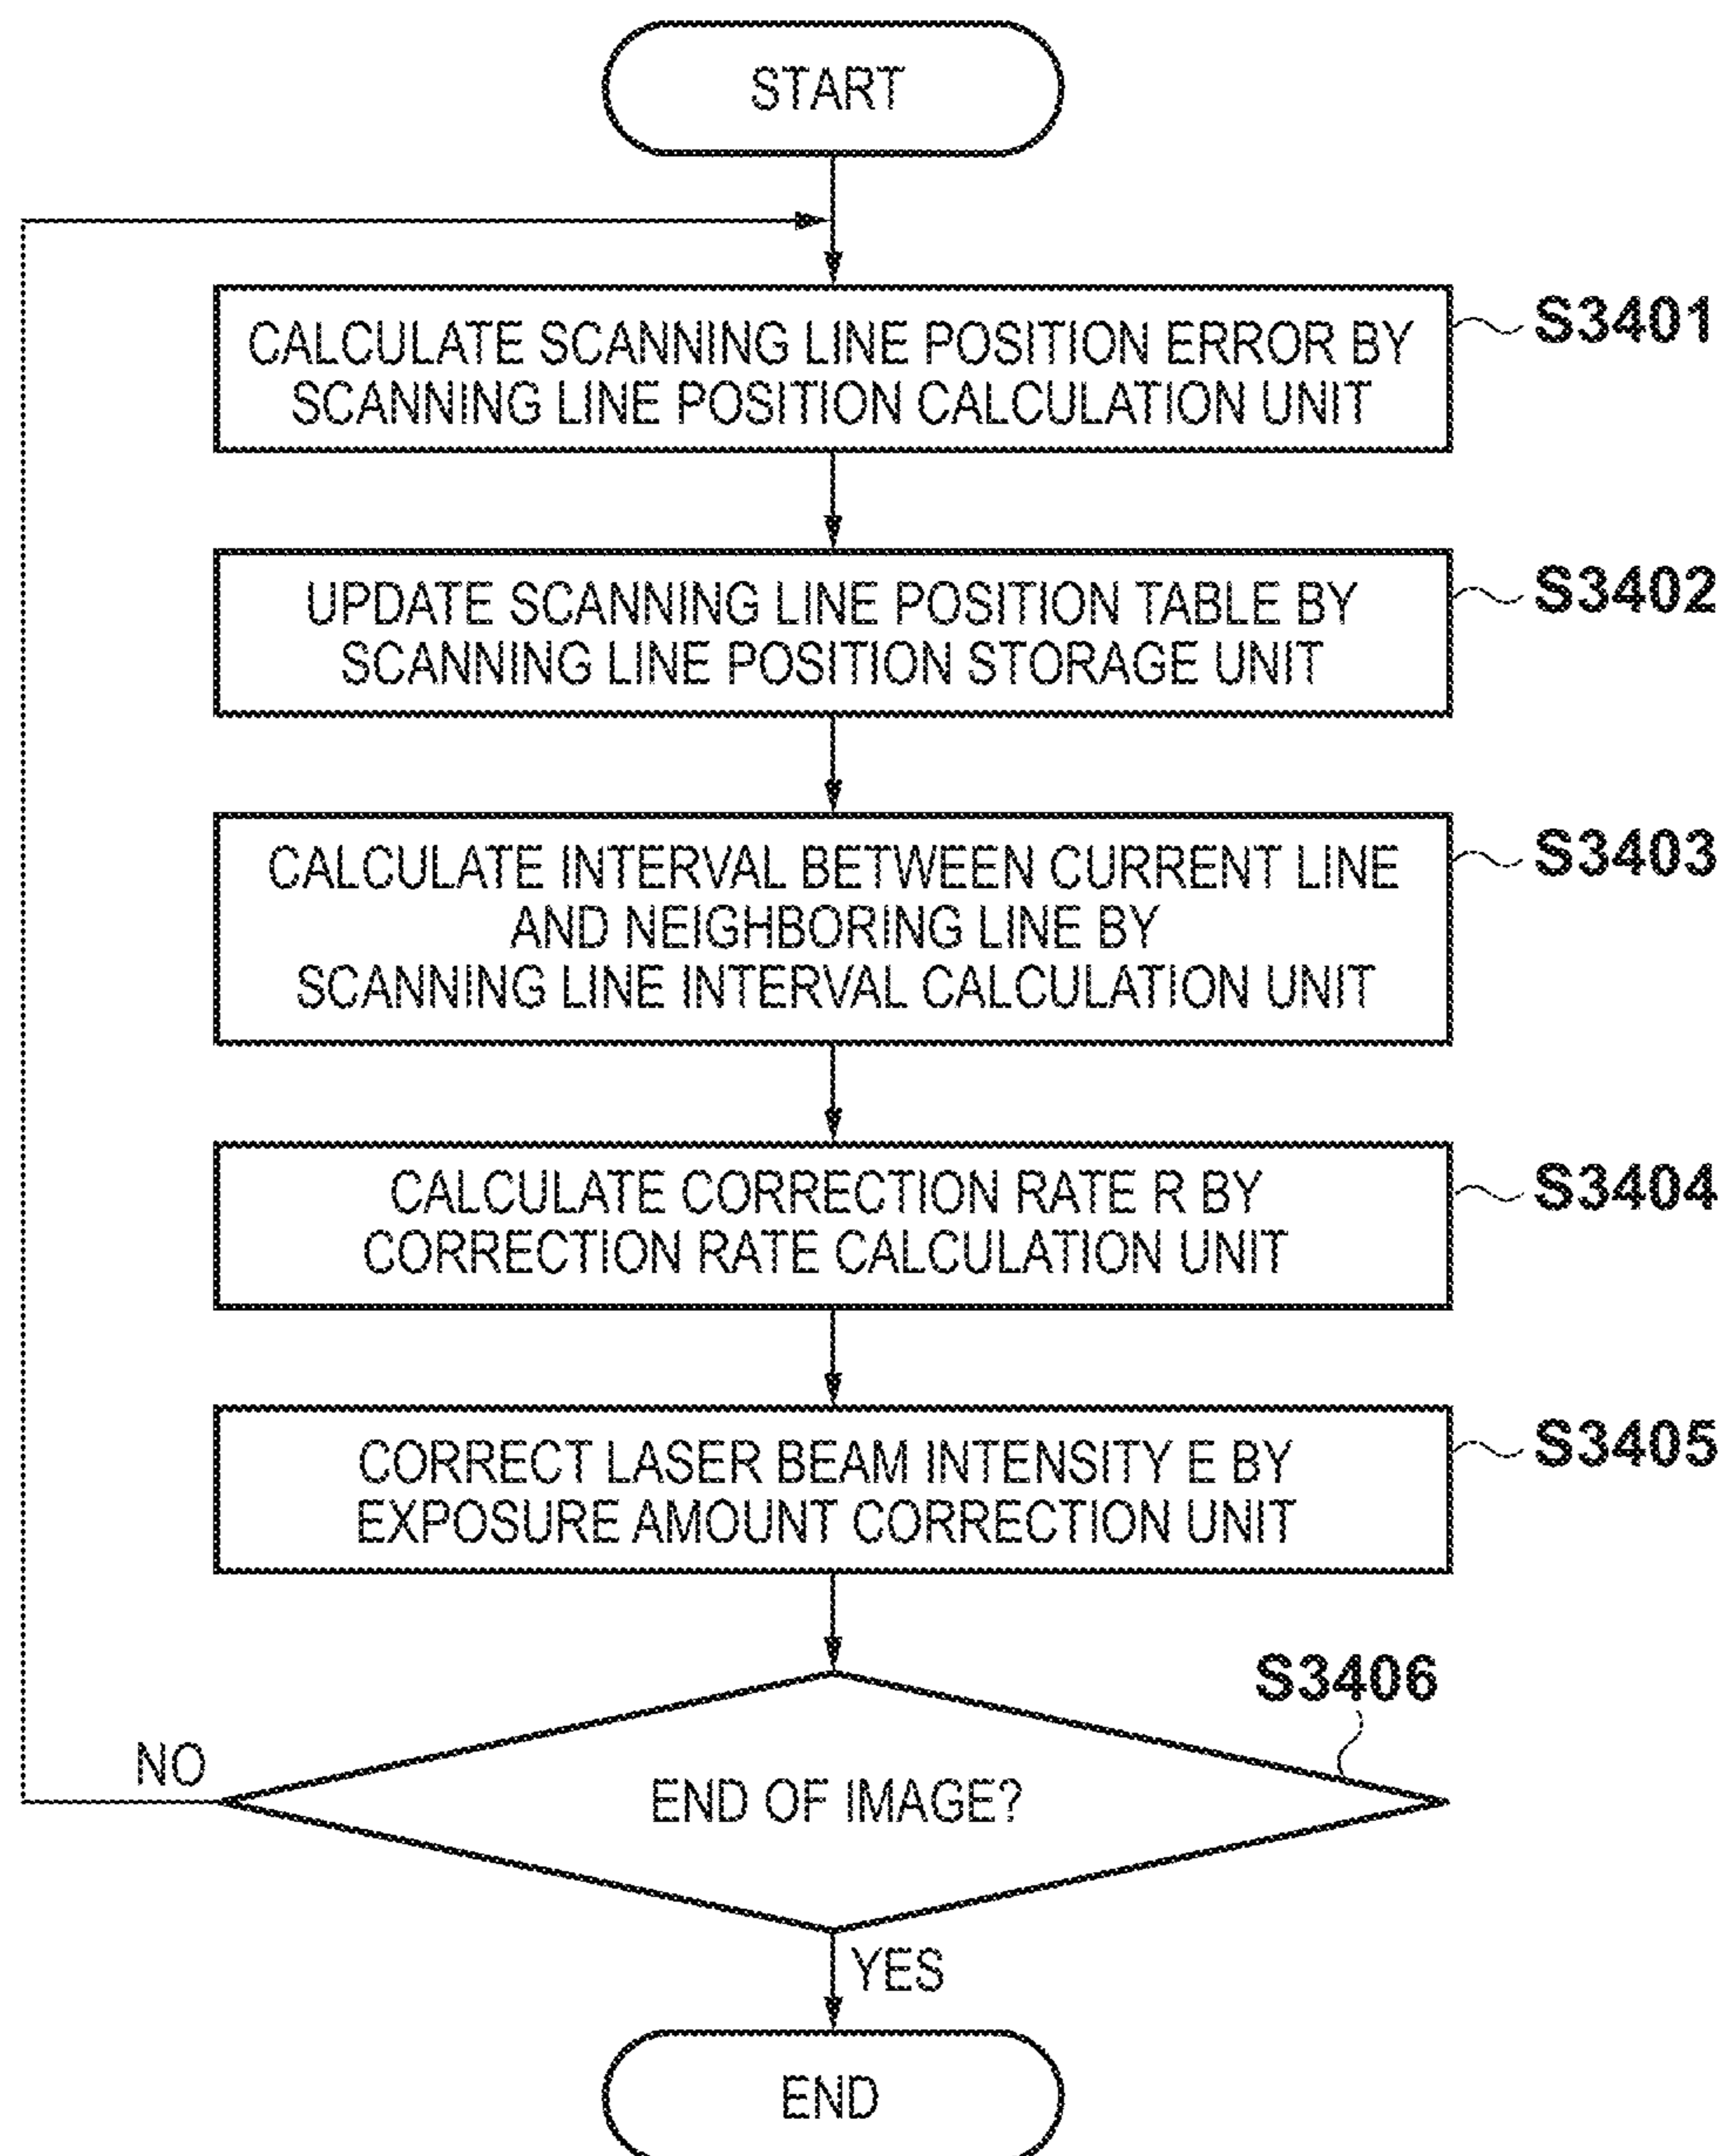 START
CALCULATE SCANNING LINE POSITION ERROR BY
SCANNING LINE POSITION CALCULATION UNIT
S3401
UPDATE SCANNING LINE POSITION TABLE BY
SCANNING LINE POSITION STORAGE UNIT
S3402
CALCULATE INTERVAL BETWEEN CURRENT LINE
AND NEIGHBORING LINE BY
SCANNING LINE INTERVAL CALCULATION UNIT
S3403
CALCULATE CORRECTION RATE R BY
CORRECTION RATE CALCULATION UNIT
S3404
CORRECT LASER BEAM INTENSITY E BY
EXPOSURE AMOUNT CORRECTION UNIT
S3405
S3406
NO
END OF IMAGE?
YES
END